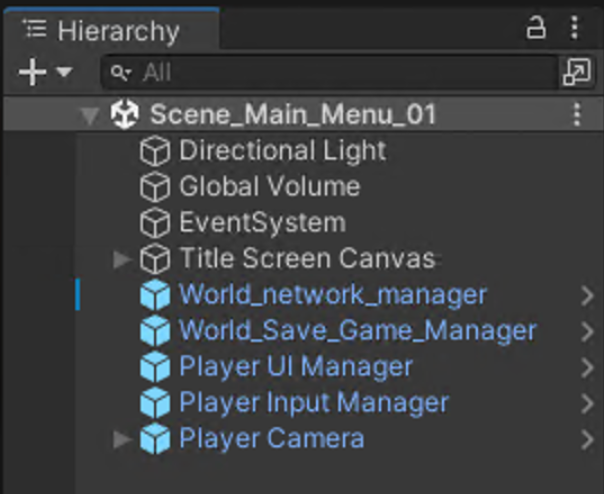 Hierarchy
All
Scene_Main_Menu_01
Directional Light
Global Volume
EventSystem
Title Screen Canvas
World_network_manager
World_Save_Game_Manager
Player UI Manager
Player Input Manager
Player Camera